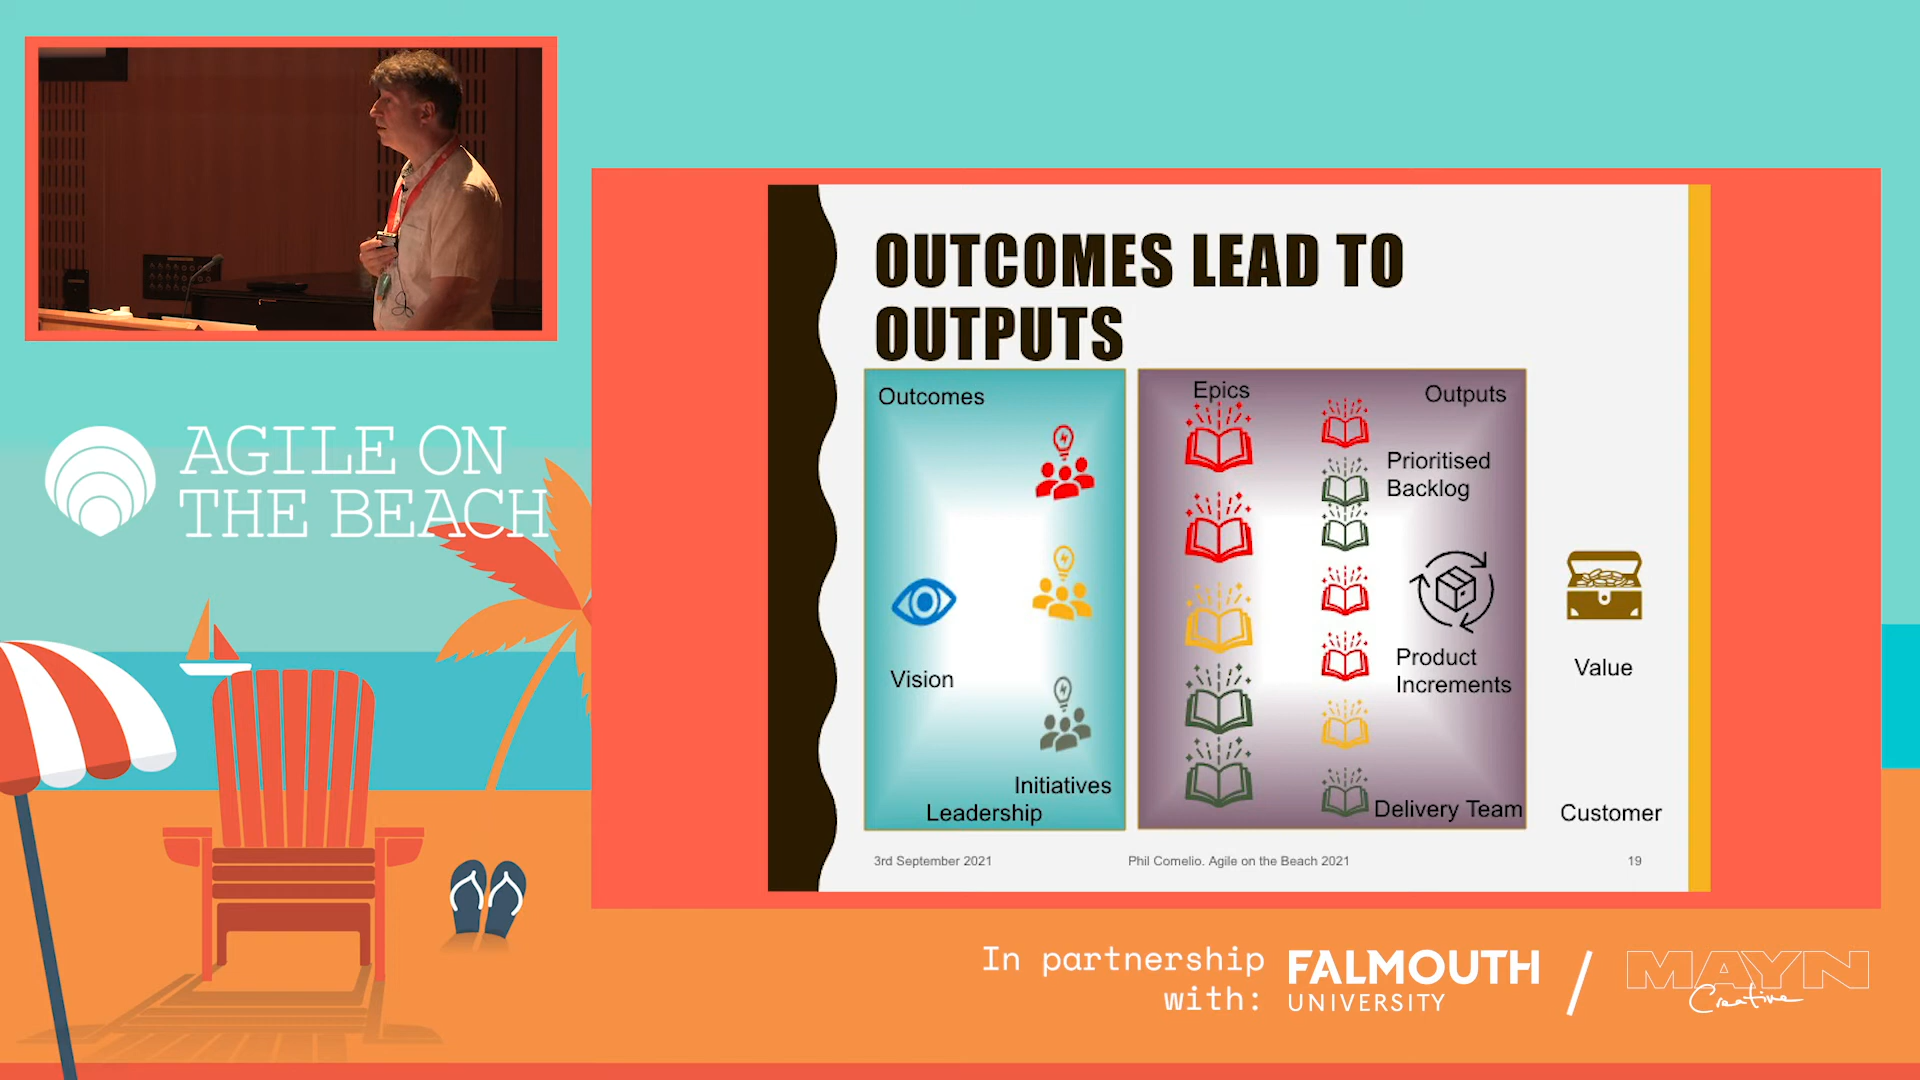 AGILE ON
THE BEACH
OUTCOMES LEAD TO
OUTPUTS
Outcomes
Vision
Initiatives
Leadership
Epics
Outputs
Prioritised
Backlog
Product
Increments
Delivery Team
Value
Customer
3rd September 2021
Phil Comelio. Agile on the Beach 2021
19
In partnership
with:
FALMOUTH
UNIVERSITY
/
MAYN
Creative